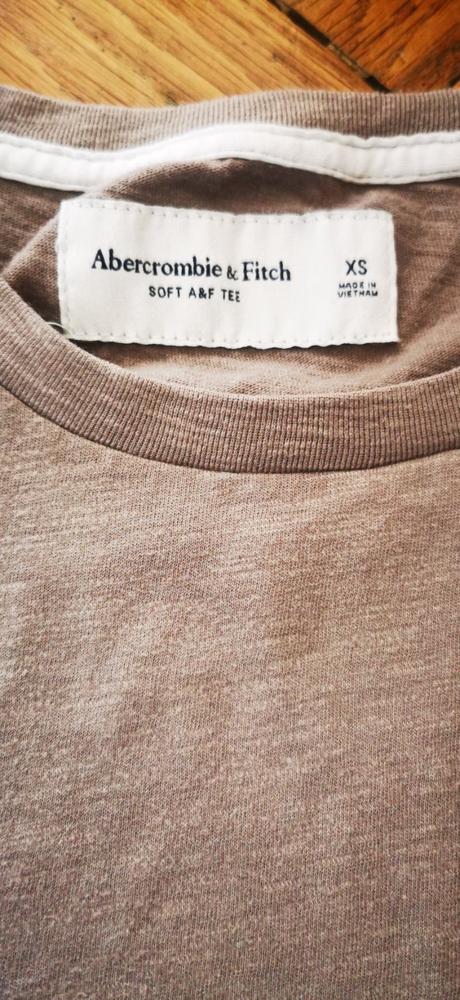 Abercrombie & Fitch
SOFT A&F TEE
XS
MADE IN
VIETNAM